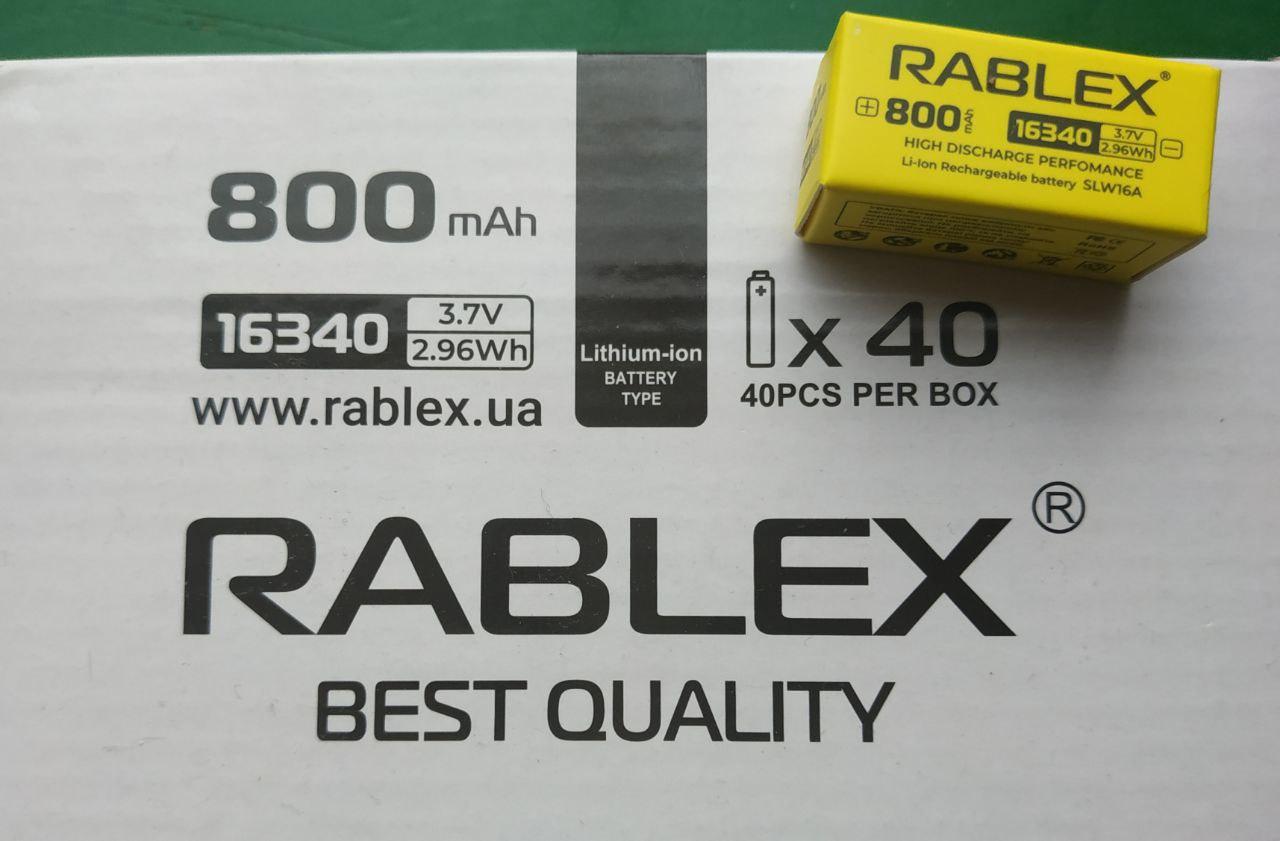 RABLEX®
+ 800 mAh
16340 3.7V 2.96Wh -
HIGH DISCHARGE PERFOMANCE
Li-Ion Rechargeable battery SLW16A
800 mAh
16340 3.7V 2.96Wh
www.rablex.ua
Lithium-ion
BATTERY
TYPE
x 40
40PCS PER BOX
RABLEX®
BEST QUALITY